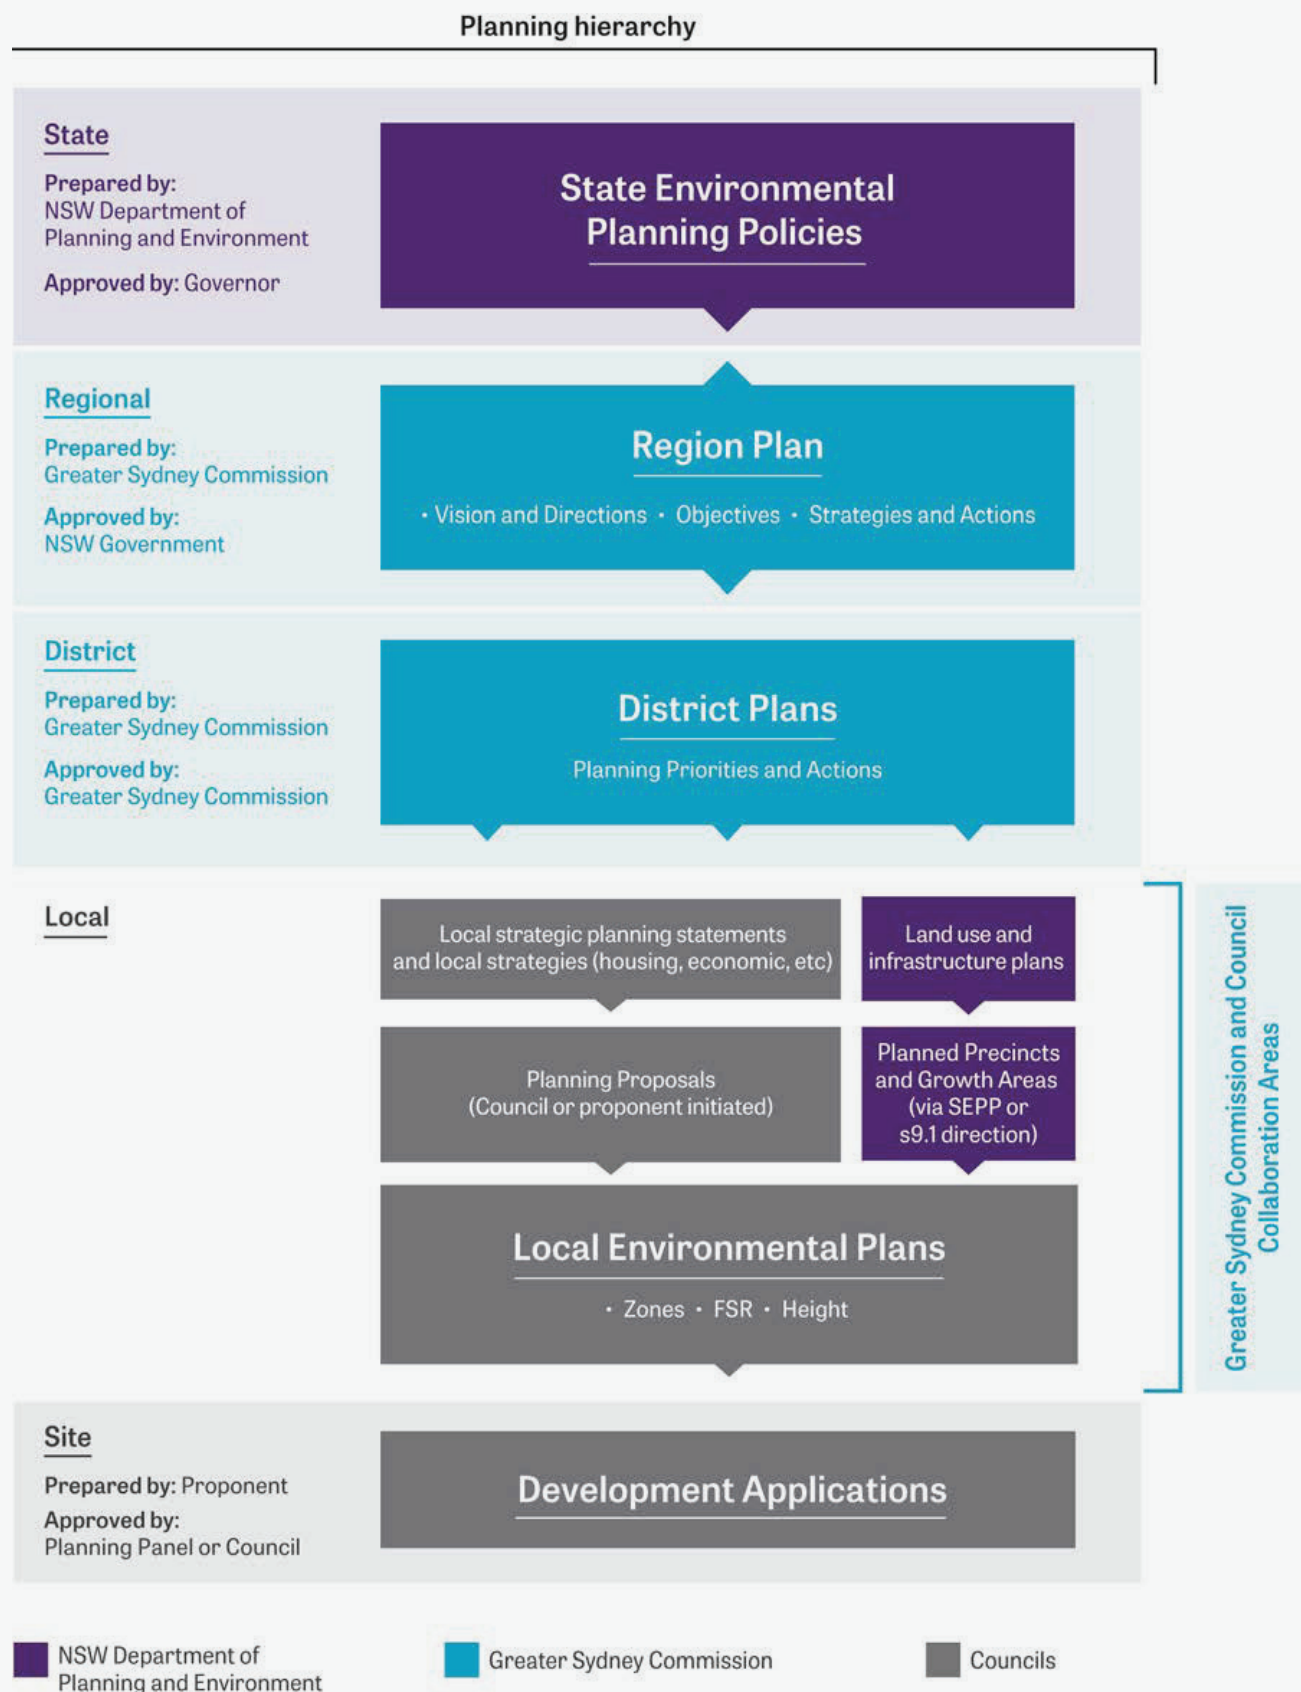 Planning hierarchy
State
Prepared by:
NSW Department of
Planning and Environment
Approved by: Governor
State Environmental
Planning Policies
Regional
Prepared by:
Greater Sydney Commission
Approved by:
NSW Government
Region Plan
• Vision and Directions • Objectives • Strategies and Actions
District
Prepared by:
Greater Sydney Commission
Approved by:
Greater Sydney Commission
District Plans
Planning Priorities and Actions
Local
Local strategic planning statements
and local strategies (housing, economic, etc)
Land use and
infrastructure plans
Planning Proposals
(Council or proponent initiated)
Planned Precincts
and Growth Areas
(via SEPP or
s9.1 direction)
Local Environmental Plans
• Zones • FSR • Height
Greater Sydney Commission and Council
Collaboration Areas
Site
Prepared by: Proponent
Approved by:
Planning Panel or Council
Development Applications
NSW Department of
Planning and Environment
Greater Sydney Commission
Councils